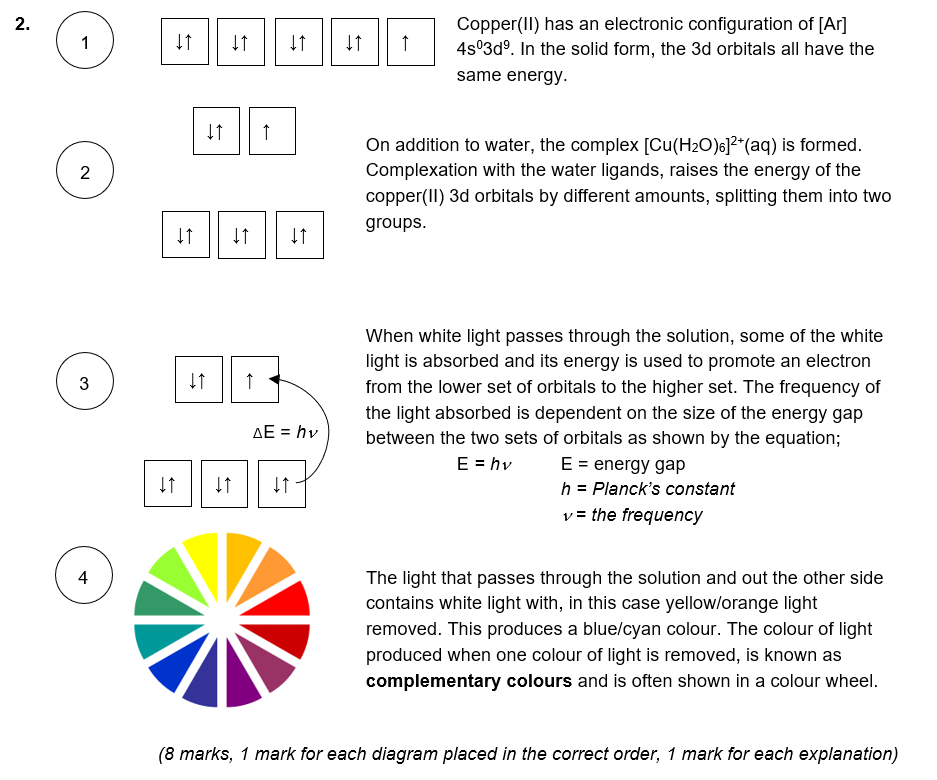 2.
1
↓↑ ↓↑ ↓↑ ↓↑ ↑
Copper(II) has an electronic configuration of [Ar]
4s⁰3d⁹. In the solid form, the 3d orbitals all have the
same energy.
↓↑ ↑
2
On addition to water, the complex [Cu(H₂O)₆]²⁺(aq) is formed.
Complexation with the water ligands, raises the energy of the
copper(II) 3d orbitals by different amounts, splitting them into two
groups.
↓↑ ↓↑ ↓↑
When white light passes through the solution, some of the white
light is absorbed and its energy is used to promote an electron
from the lower set of orbitals to the higher set. The frequency of
the light absorbed is dependent on the size of the energy gap
between the two sets of orbitals as shown by the equation;
3
↓↑ ↑
ΔE = hν
↓↑ ↓↑ ↓↑
E = hν E = energy gap
h = Planck's constant
ν = the frequency
4
The light that passes through the solution and out the other side
contains white light with, in this case yellow/orange light
removed. This produces a blue/cyan colour. The colour of light
produced when one colour of light is removed, is known as
complementary colours and is often shown in a colour wheel.
(8 marks, 1 mark for each diagram placed in the correct order, 1 mark for each explanation)